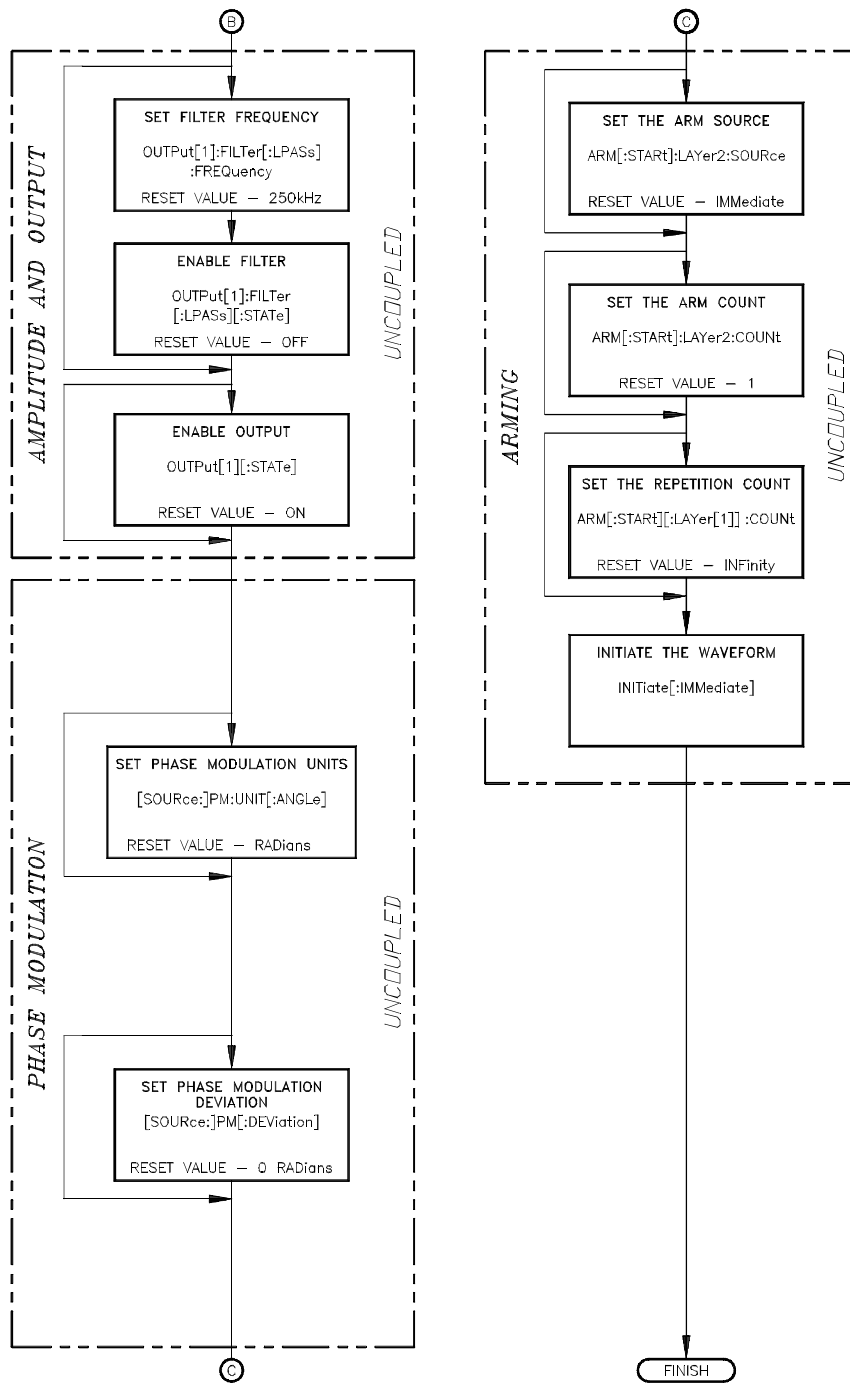 B
AMPLITUDE AND OUTPUT
SET FILTER FREQUENCY
OUTPut[1]:FILTer[:LPASs]
:FREQuency
RESET VALUE – 250kHz
ENABLE FILTER
OUTPut[1]:FILTer
[:LPASs][:STATe]
RESET VALUE – OFF
ENABLE OUTPUT
OUTPut[1][:STATe]
RESET VALUE – ON
UNCOUPLED
PHASE MODULATION
SET PHASE MODULATION UNITS
[SOURce:]PM:UNIT[:ANGLe]
RESET VALUE – RADians
SET PHASE MODULATION
DEVIATION
[SOURce:]PM[:DEViation]
RESET VALUE – 0 RADians
UNCOUPLED
C
C
ARMING
SET THE ARM SOURCE
ARM[:STARt]:LAYer2:SOURce
RESET VALUE – IMMediate
SET THE ARM COUNT
ARM[:STARt]:LAYer2:COUNt
RESET VALUE – 1
SET THE REPETITION COUNT
ARM[:STARt][:LAYer[1]] :COUNt
RESET VALUE – INFinity
INITIATE THE WAVEFORM
INITiate[:IMMediate]
UNCOUPLED
FINISH